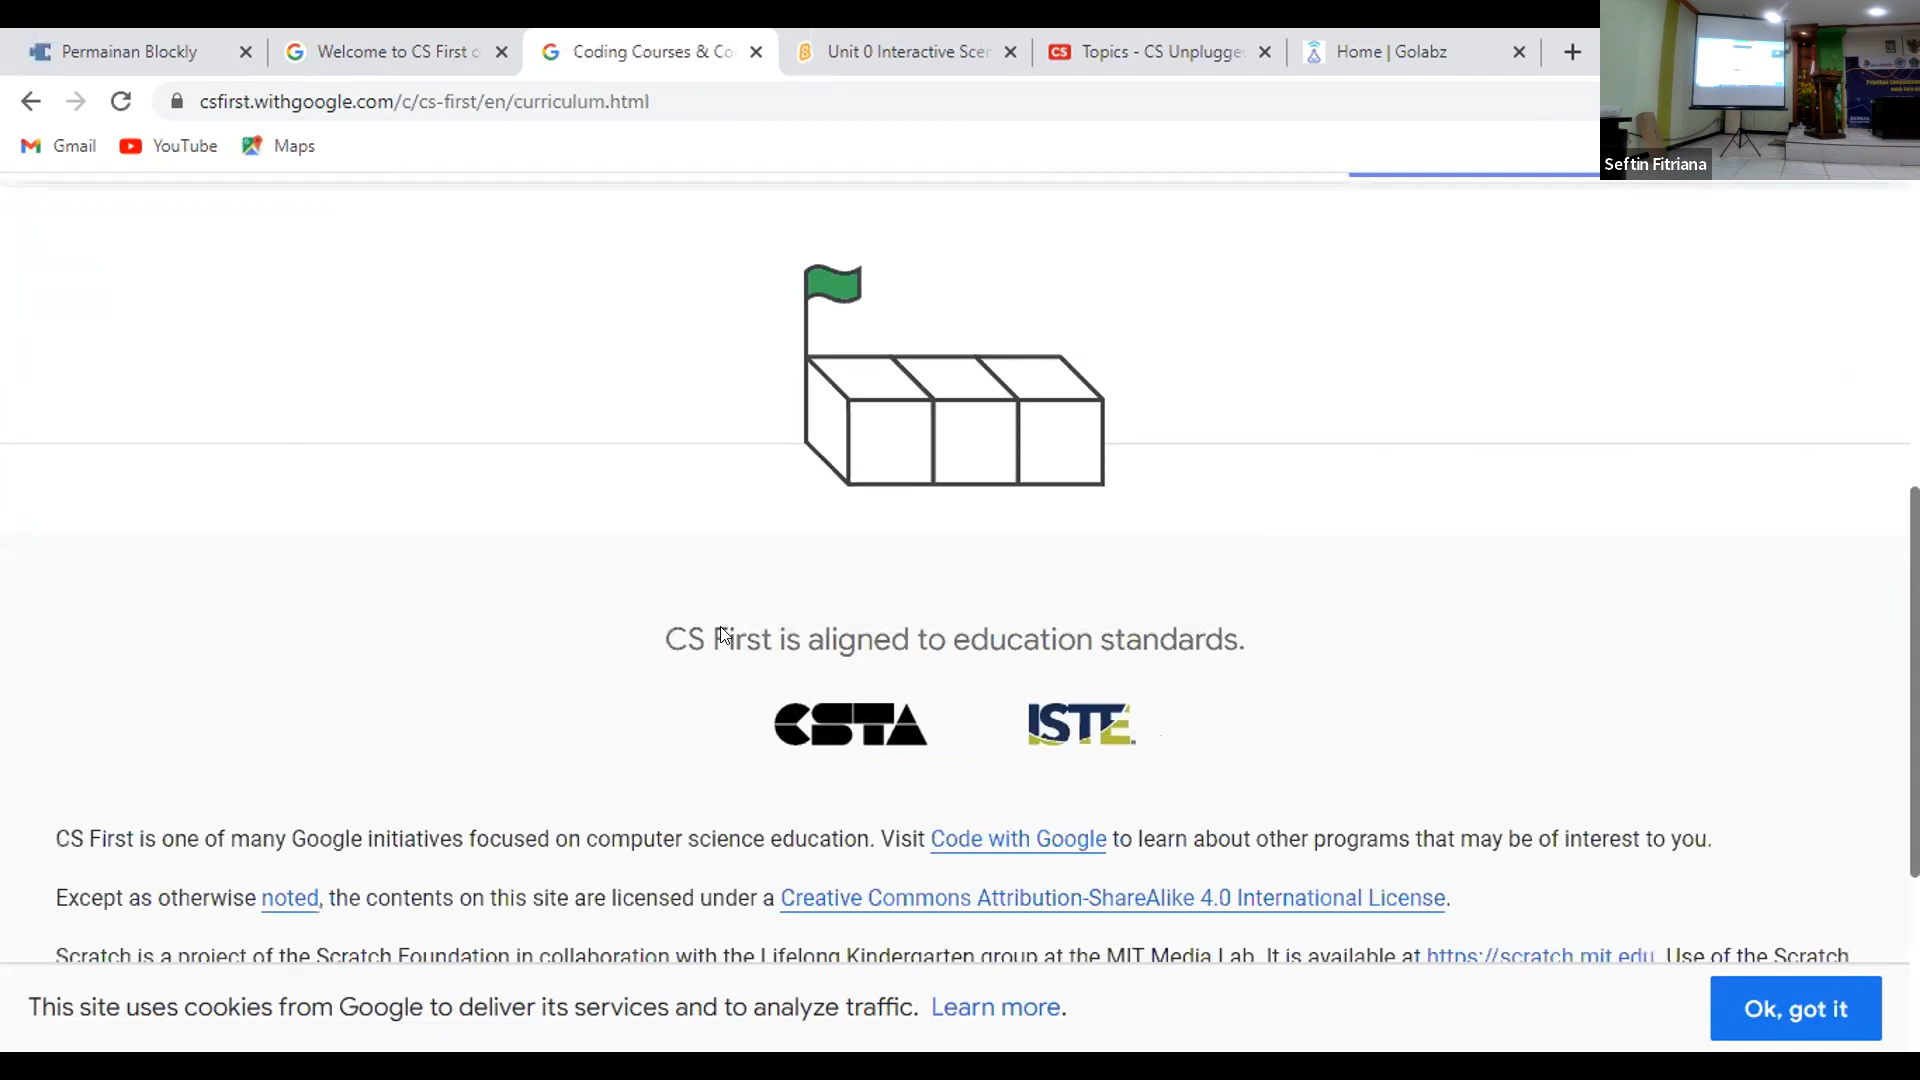 Permainan Blockly
Welcome to CS First
Coding Courses & Co
Unit 0 Interactive Scen
Topics - CS Unplugge
Home | Golabz
csfirst.withgoogle.com/c/cs-first/en/curriculum.html
Gmail
YouTube
Maps
Seftin Fitriana
CS First is aligned to education standards.
CSTA
ISTE
CS First is one of many Google initiatives focused on computer science education. Visit Code with Google to learn about other programs that may be of interest to you.
Except as otherwise noted, the contents on this site are licensed under a Creative Commons Attribution-ShareAlike 4.0 International License.
Scratch is a project of the Scratch Foundation in collaboration with the Lifelong Kindergarten group at the MIT Media Lab. It is available at https://scratch.mit.edu. Use of the Scratch
This site uses cookies from Google to deliver its services and to analyze traffic. Learn more.
Ok, got it